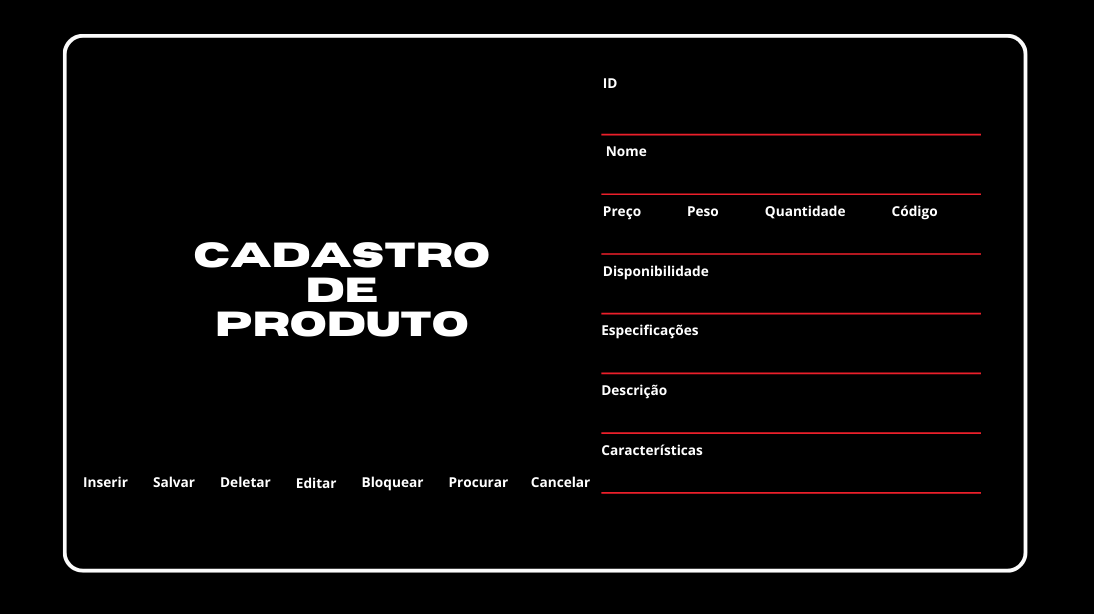 CADASTRO
DE
PRODUTO
Inserir Salvar Deletar Editar Bloquear Procurar Cancelar
ID
Nome
Preço Peso Quantidade Código
Disponibilidade
Especificações
Descrição
Características